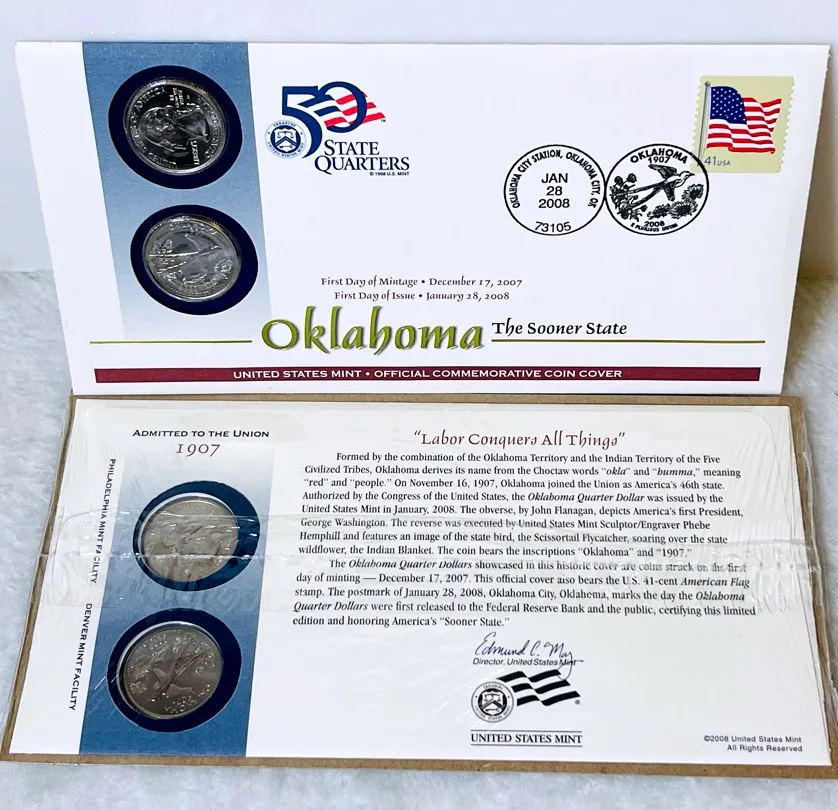 50
STATE
QUARTERS
© 1998 U.S. MINT
OKLAHOMA CITY STATION, OKLAHOMA CITY, OK
JAN
28
2008
73105
OKLAHOMA
1907
2008
E PLURIBUS UNUM
41 USA
First Day of Mintage • December 17, 2007
First Day of Issue • January 28, 2008
Oklahoma The Sooner State
UNITED STATES MINT • OFFICIAL COMMEMORATIVE COIN COVER
ADMITTED TO THE UNION
1907
PHILADELPHIA MINT FACILITY
DENVER MINT FACILITY
"Labor Conquers All Things"
Formed by the combination of the Oklahoma Territory and the Indian Territory of the Five
Civilized Tribes, Oklahoma derives its name from the Choctaw words "okla" and "humma," meaning
"red" and "people." On November 16, 1907, Oklahoma joined the Union as America's 46th state.
Authorized by the Congress of the United States, the Oklahoma Quarter Dollar was issued by the
United States Mint in January, 2008. The obverse, by John Flanagan, depicts America's first President,
George Washington. The reverse was executed by United States Mint Sculptor/Engraver Phebe
Hemphill and features an image of the state bird, the Scissortail Flycatcher, soaring over the state
wildflower, the Indian Blanket. The coin bears the inscriptions "Oklahoma" and "1907."
The Oklahoma Quarter Dollars showcased in this historic cover are coins struck on the first
day of minting — December 17, 2007. This official cover also bears the U.S. 41-cent American Flag
stamp. The postmark of January 28, 2008, Oklahoma City, Oklahoma, marks the day the Oklahoma
Quarter Dollars were first released to the Federal Reserve Bank and the public, certifying this limited
edition and honoring America's "Sooner State."
Edmund C. Moy
Director, United States Mint
UNITED STATES MINT
©2008 United States Mint
All Rights Reserved